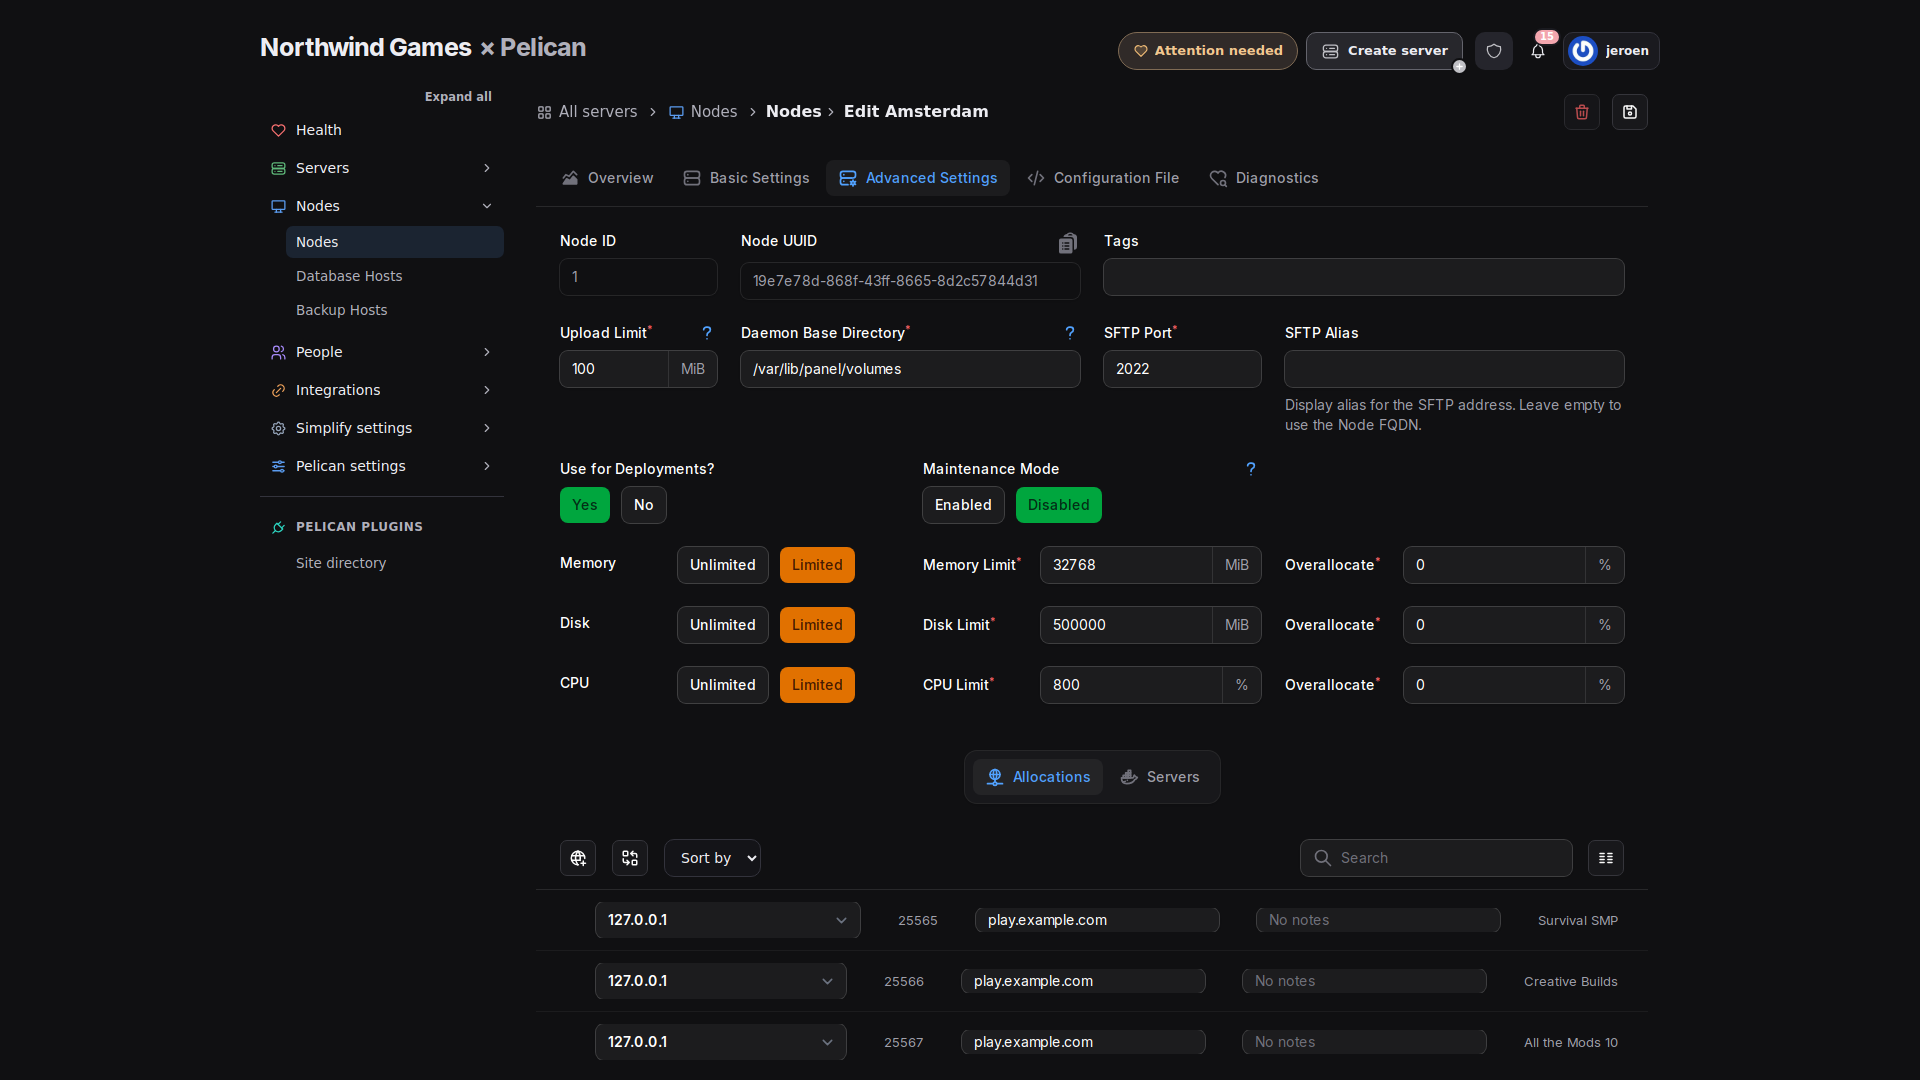 Northwind Games × Pelican
Attention needed
Create server
15
jeroen
Expand all
Health
Servers
Nodes
Nodes
Database Hosts
Backup Hosts
People
Integrations
Simplify settings
Pelican settings
PELICAN PLUGINS
Site directory
All servers > Nodes > Nodes > Edit Amsterdam
Overview Basic Settings Advanced Settings Configuration File Diagnostics
Node ID Node UUID Tags
1 19e7e78d-868f-43ff-8665-8d2c57844d31
Upload Limit* ? Daemon Base Directory* ? SFTP Port* SFTP Alias
100 MiB /var/lib/panel/volumes 2022
Display alias for the SFTP address. Leave empty to
use the Node FQDN.
Use for Deployments? Maintenance Mode ?
Yes No Enabled Disabled
Memory Unlimited Limited Memory Limit* 32768 MiB Overallocate* 0 %
Disk Unlimited Limited Disk Limit* 500000 MiB Overallocate* 0 %
CPU Unlimited Limited CPU Limit* 800 % Overallocate* 0 %
Allocations Servers
Sort by Search
127.0.0.1 25565 play.example.com No notes Survival SMP
127.0.0.1 25566 play.example.com No notes Creative Builds
127.0.0.1 25567 play.example.com No notes All the Mods 10